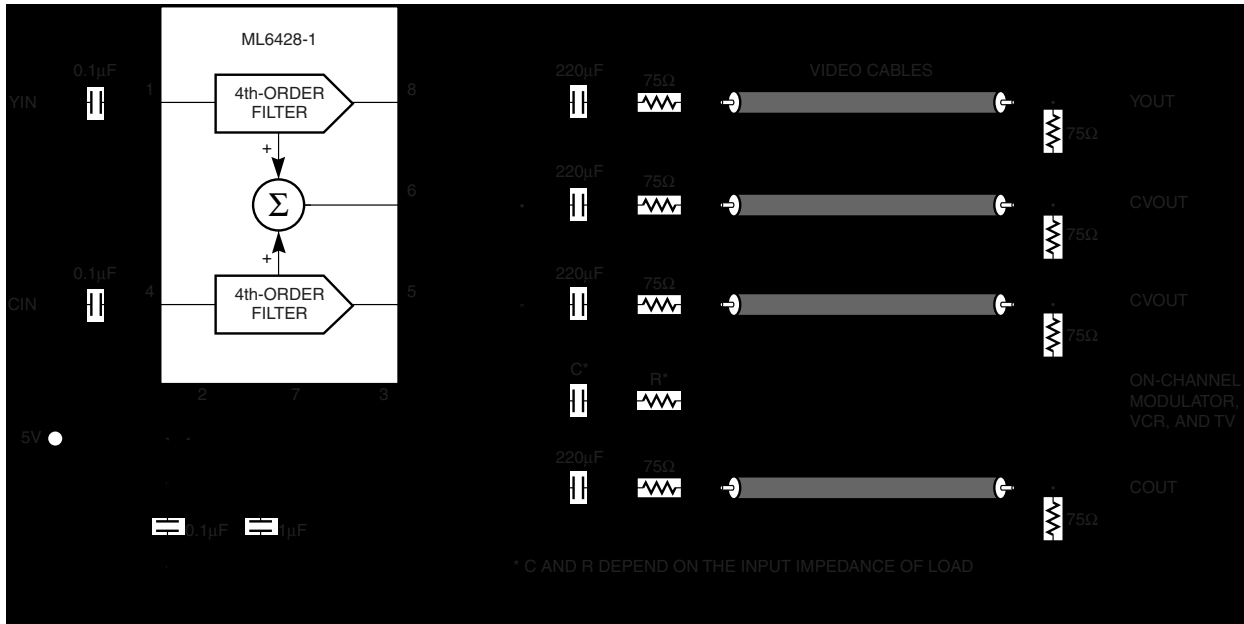 ML6428-1
0.1µF
220µF
75Ω
VIDEO CABLES
YIN
1
4th-ORDER
FILTER
8
YOUT
75Ω
+
220µF
75Ω
6
Σ
CVOUT
75Ω
+
0.1µF
220µF
75Ω
CIN
4
4th-ORDER
FILTER
5
CVOUT
75Ω
C*
R*
2
7
3
ON-CHANNEL
MODULATOR,
VCR, AND TV
5V
220µF
75Ω
COUT
0.1µF
1µF
75Ω
* C AND R DEPEND ON THE INPUT IMPEDANCE OF LOAD